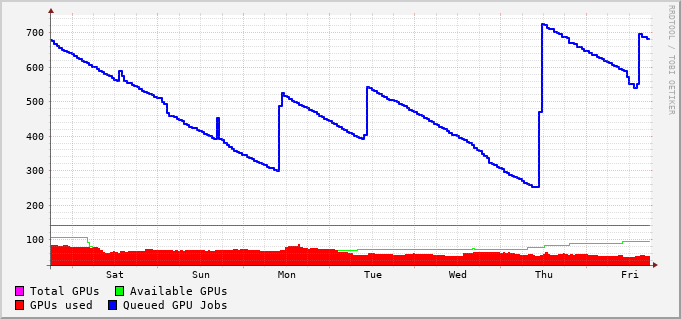 700
600
500
400
300
200
100
Sat Sun Mon Tue Wed Thu Fri
Total GPUs Available GPUs
GPUs used Queued GPU Jobs
RRDTOOL / TOBI OETIKER